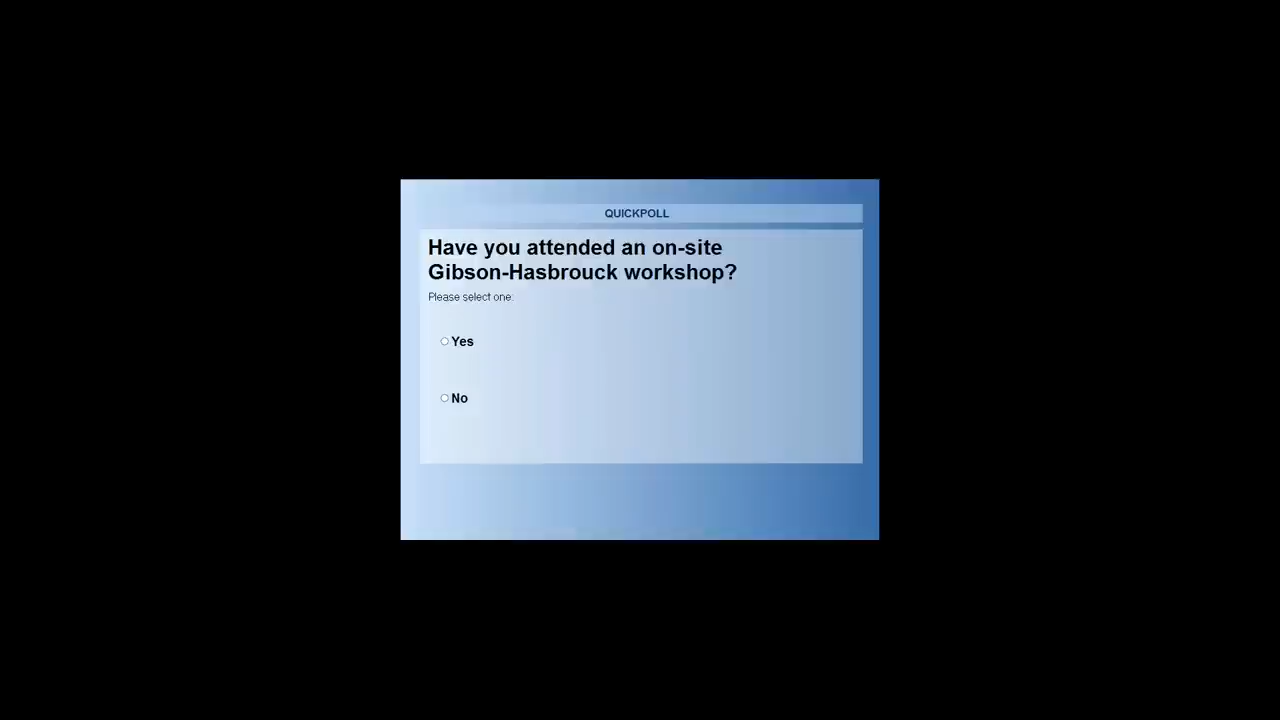 QUICKPOLL
Have you attended an on-site
Gibson-Hasbrouck workshop?
Please select one:
Yes
No